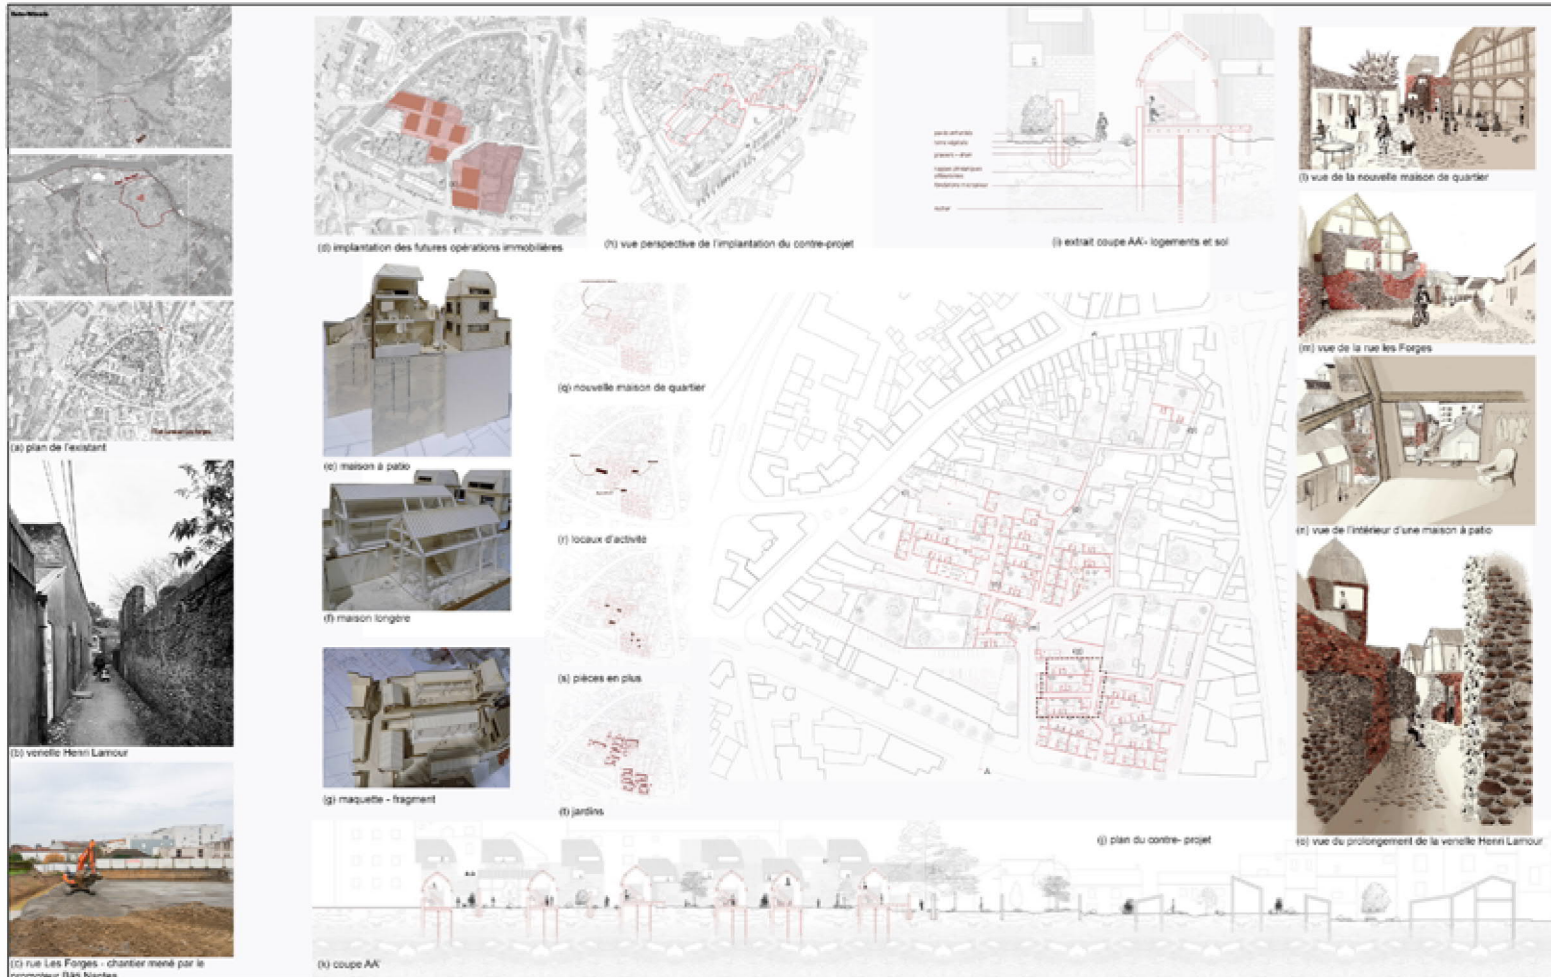 (a) plan de l'existant
(b) venelle Henri Lamour
(c) rue Les Forges - chantier mené par le
promoteur Bâti Nantes
(d) implantation des futures opérations immobilières
(h) vue perspective de l'implantation du contre-projet
(i) extrait coupe AA'- logements et sol
(e) maison à patio
(f) maison longère
(g) maquette - fragment
(q) nouvelle maison de quartier
(r) locaux d'activité
(s) pièces en plus
(t) jardins
A
(j) plan du contre- projet
(k) coupe AA'
(l) vue de la nouvelle maison de quartier
(m) vue de la rue les Forges
(n) vue de l'intérieur d'une maison à patio
(o) vue du prolongement de la venelle Henri Lamour